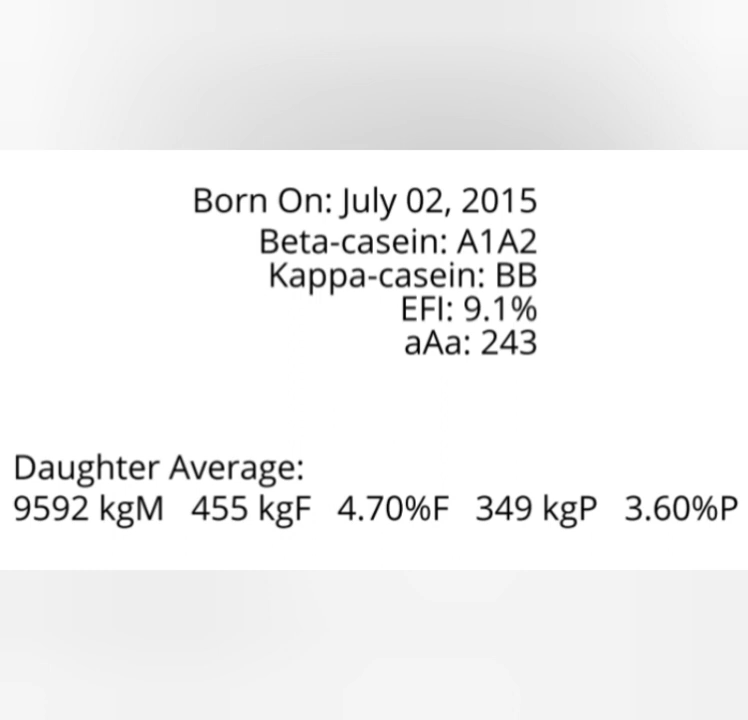 Born On: July 02, 2015
Beta-casein: A1A2
Kappa-casein: BB
EFI: 9.1%
aAa: 243
Daughter Average:
9592 kgM 455 kgF 4.70%F 349 kgP 3.60%P